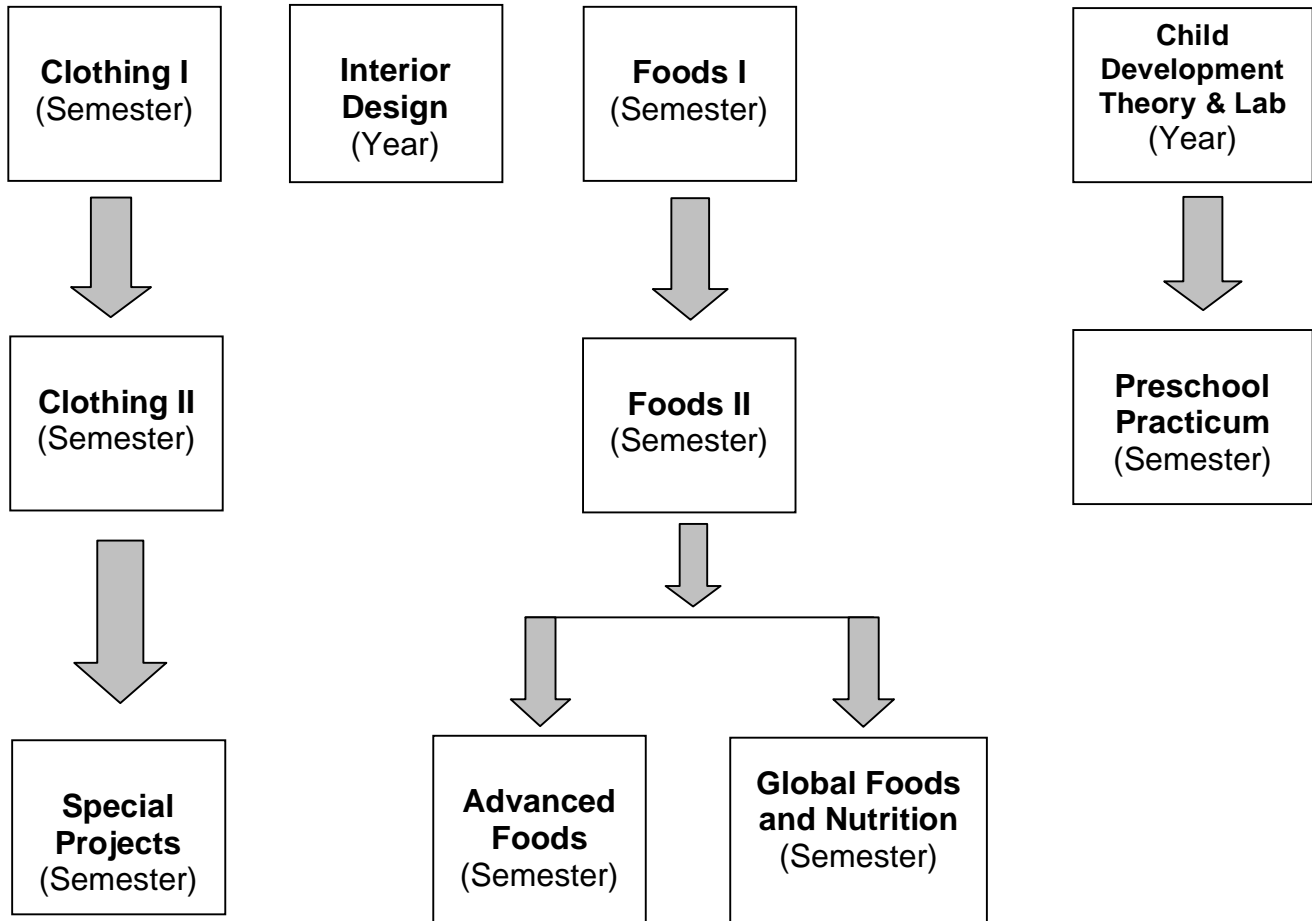 Clothing I
(Semester)
Interior
Design
(Year)
Foods I
(Semester)
Child
Development
Theory & Lab
(Year)
Clothing II
(Semester)
Foods II
(Semester)
Preschool
Practicum
(Semester)
Special
Projects
(Semester)
Advanced
Foods
(Semester)
Global Foods
and Nutrition
(Semester)